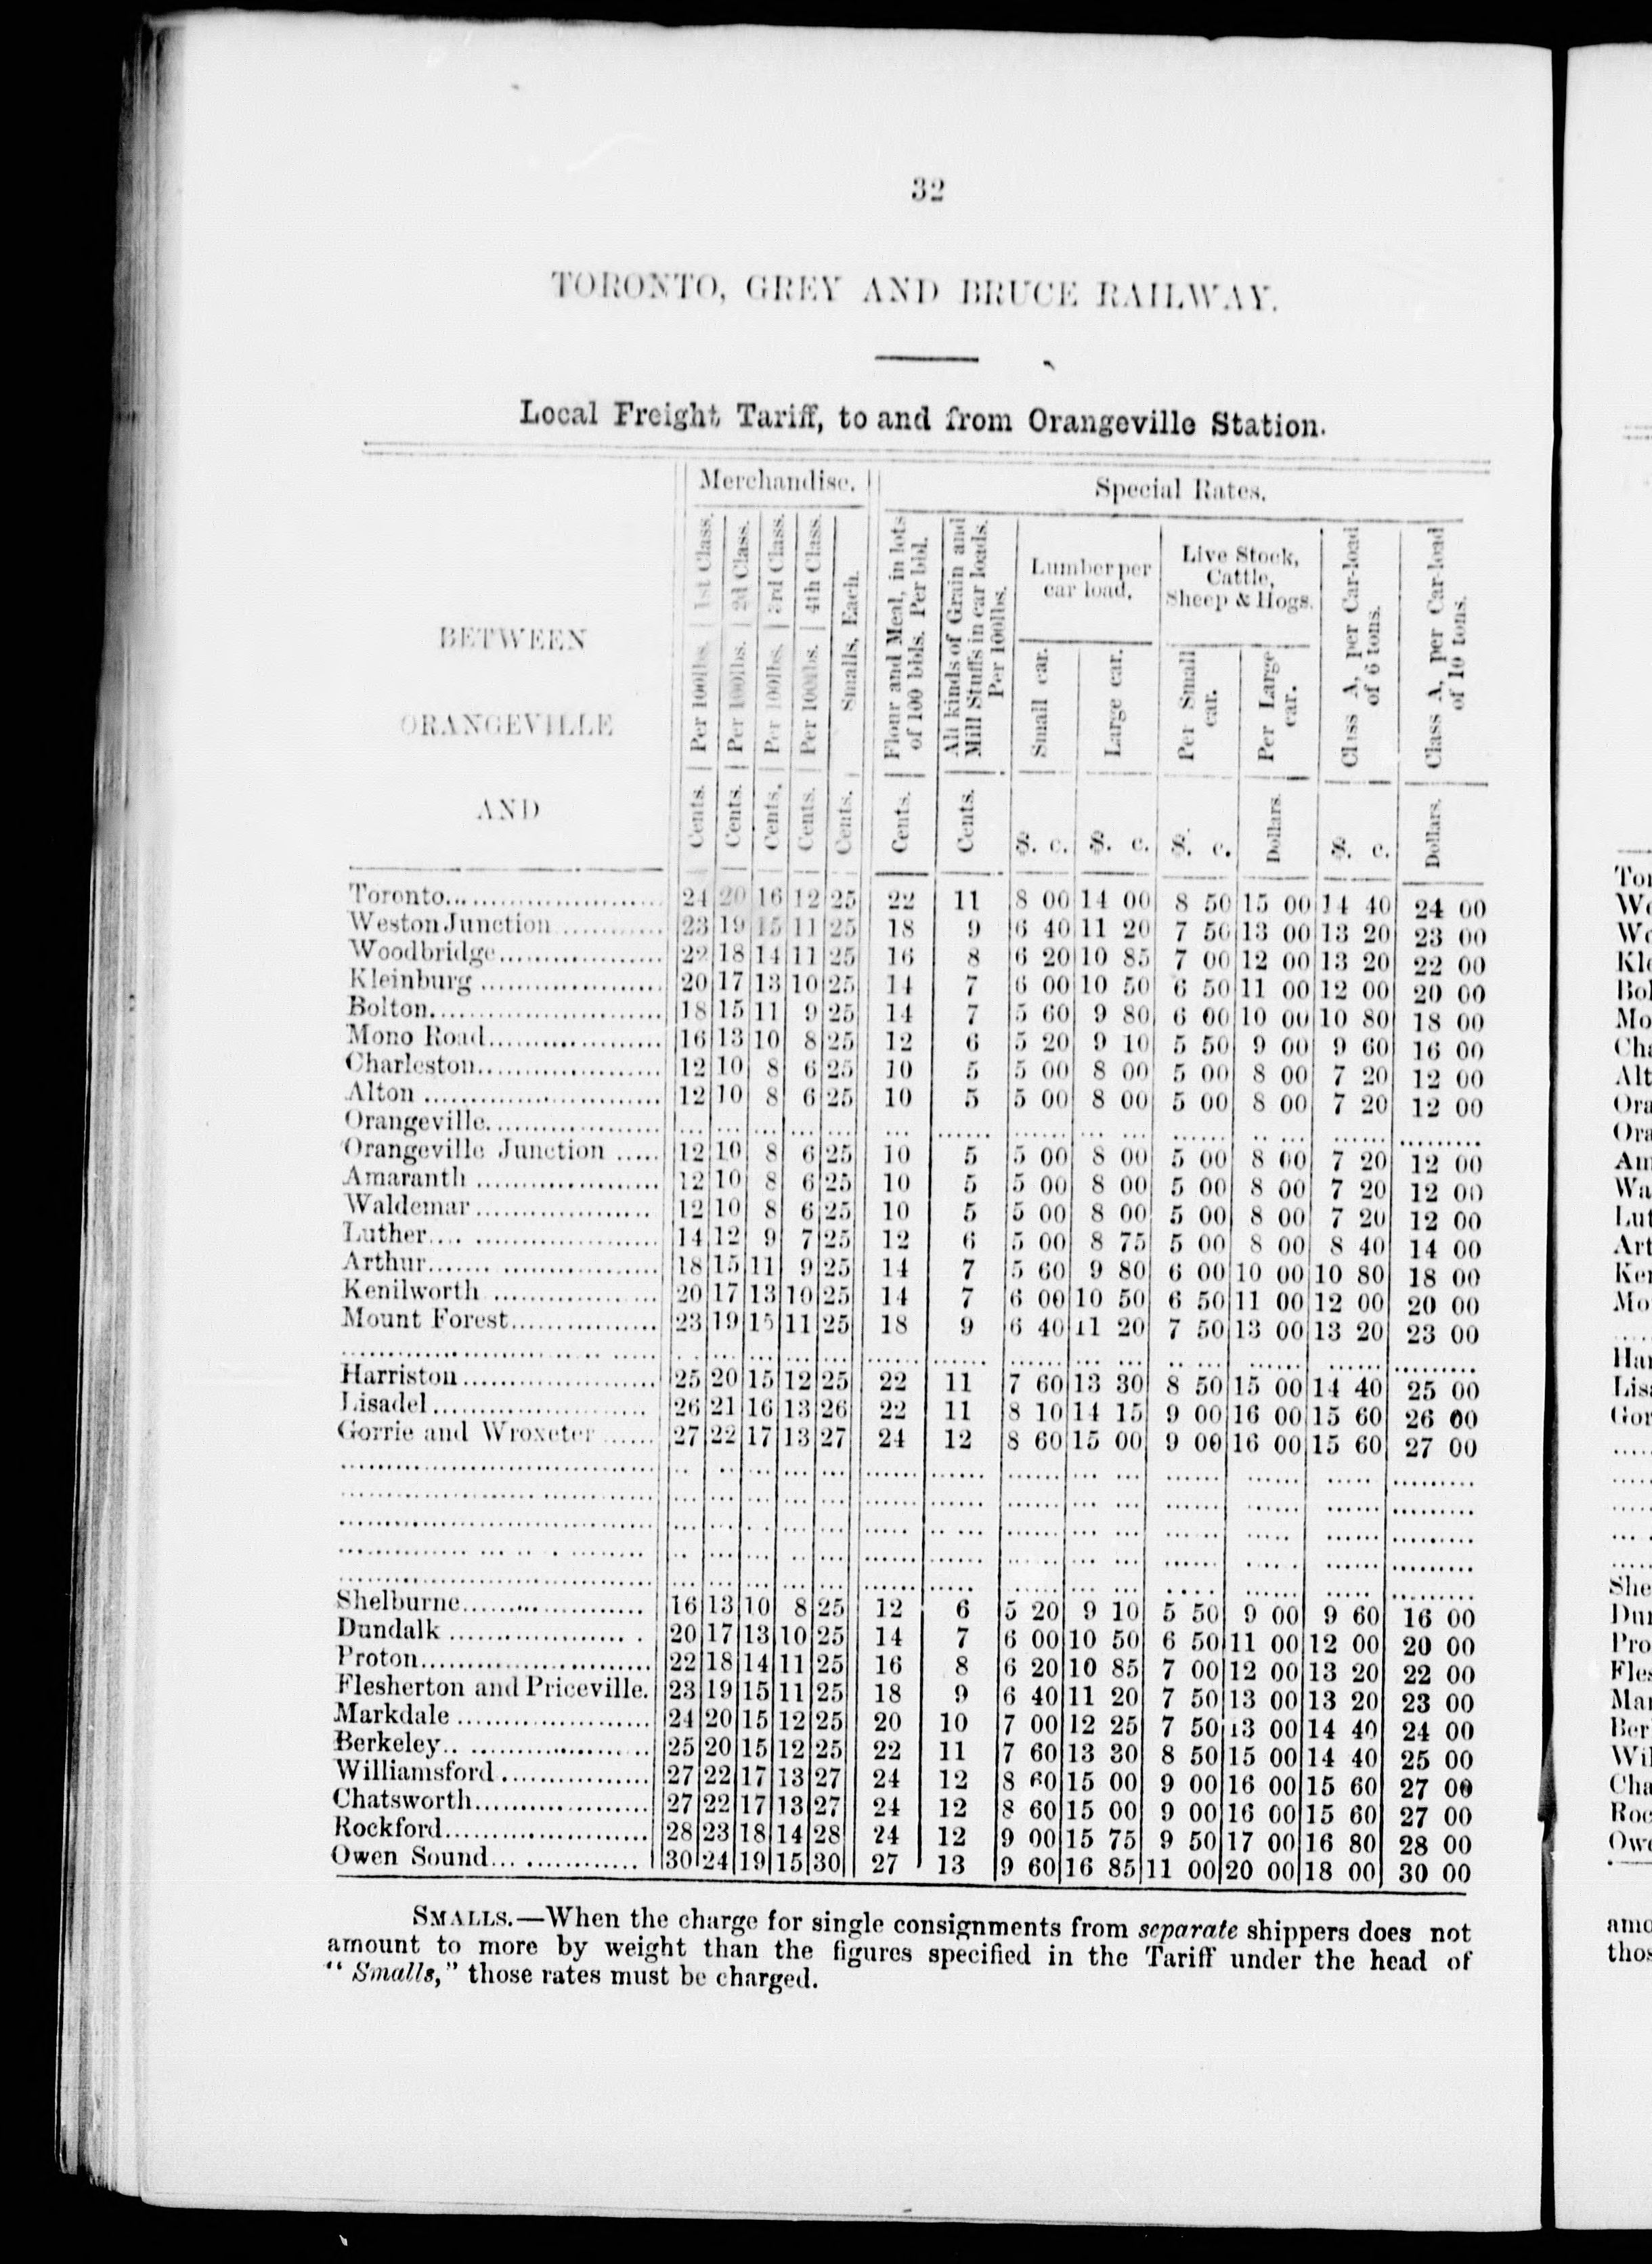 32
TORONTO, GREY AND BRUCE RAILWAY.
Local Freight Tariff, to and from Orangeville Station.
BETWEEN
ORANGEVILLE
AND
Merchandise.
Special Rates.
Per 100lbs. 1st Class. Cents.
Per 100lbs. 2d Class. Cents.
Per 100lbs. 3rd Class. Cents.
Per 100lbs. 4th Class. Cents.
Smalls, Each. Cents.
Flour and Meal, in lots of 100 bbls. Per bbl. Cents.
All kinds of Grain and Mill Stuffs in car loads. Per 100lbs. Cents.
Lumber per car load.
Small car. $. c.
Large car. $. c.
Live Stock, Cattle, Sheep & Hogs.
Per Small car. $. c.
Per Large car. Dollars.
Class A, per Car-load of 6 tons. $. c.
Class A, per Car-load of 10 tons. Dollars.
Toronto 24 20 16 12 25 22 11 8 00 14 00 8 50 15 00 14 40 24 00
Weston Junction 23 19 15 11 25 18 9 6 40 11 20 7 50 13 00 13 20 23 00
Woodbridge 22 18 14 11 25 16 8 6 20 10 85 7 00 12 00 13 20 22 00
Kleinburg 20 17 13 10 25 14 7 6 00 10 50 6 50 11 00 12 00 20 00
Bolton 18 15 11 9 25 14 7 5 60 9 80 6 00 10 00 10 80 18 00
Mono Road 16 13 10 8 25 12 6 5 20 9 10 5 50 9 00 9 60 16 00
Charleston 12 10 8 6 25 10 5 5 00 8 00 5 00 8 00 7 20 12 00
Alton 12 10 8 6 25 10 5 5 00 8 00 5 00 8 00 7 20 12 00
Orangeville
Orangeville Junction 12 10 8 6 25 10 5 5 00 8 00 5 00 8 00 7 20 12 00
Amaranth 12 10 8 6 25 10 5 5 00 8 00 5 00 8 00 7 20 12 00
Waldemar 12 10 8 6 25 10 5 5 00 8 00 5 00 8 00 7 20 12 00
Luther 14 12 9 7 25 12 6 5 00 8 75 5 00 8 00 8 40 14 00
Arthur 18 15 11 9 25 14 7 5 60 9 80 6 00 10 00 10 80 18 00
Kenilworth 20 17 13 10 25 14 7 6 00 10 50 6 50 11 00 12 00 20 00
Mount Forest 23 19 15 11 25 18 9 6 40 11 20 7 50 13 00 13 20 23 00
Harriston 25 20 15 12 25 22 11 7 60 13 30 8 50 15 00 14 40 25 00
Lisadel 26 21 16 13 26 22 11 8 10 14 15 9 00 16 00 15 60 26 00
Gorrie and Wroxeter 27 22 17 13 27 24 12 8 60 15 00 9 00 16 00 15 60 27 00
Shelburne 16 13 10 8 25 12 6 5 20 9 10 5 50 9 00 9 60 16 00
Dundalk 20 17 13 10 25 14 7 6 00 10 50 6 50 11 00 12 00 20 00
Proton 22 18 14 11 25 16 8 6 20 10 85 7 00 12 00 13 20 22 00
Flesherton and Priceville. 23 19 15 11 25 18 9 6 40 11 20 7 50 13 00 13 20 23 00
Markdale 24 20 15 12 25 20 10 7 00 12 25 7 50 13 00 14 40 24 00
Berkeley 25 20 15 12 25 22 11 7 60 13 30 8 50 15 00 14 40 25 00
Williamsford 27 22 17 13 27 24 12 8 60 15 00 9 00 16 00 15 60 27 00
Chatsworth 27 22 17 13 27 24 12 8 60 15 00 9 00 16 00 15 60 27 00
Rockford 28 23 18 14 28 24 12 9 00 15 75 9 50 17 00 16 80 28 00
Owen Sound 30 24 19 15 30 27 13 9 60 16 85 11 00 20 00 18 00 30 00
SMALLS.—When the charge for single consignments from separate shippers does not
amount to more by weight than the figures specified in the Tariff under the head of
"Smalls," those rates must be charged.